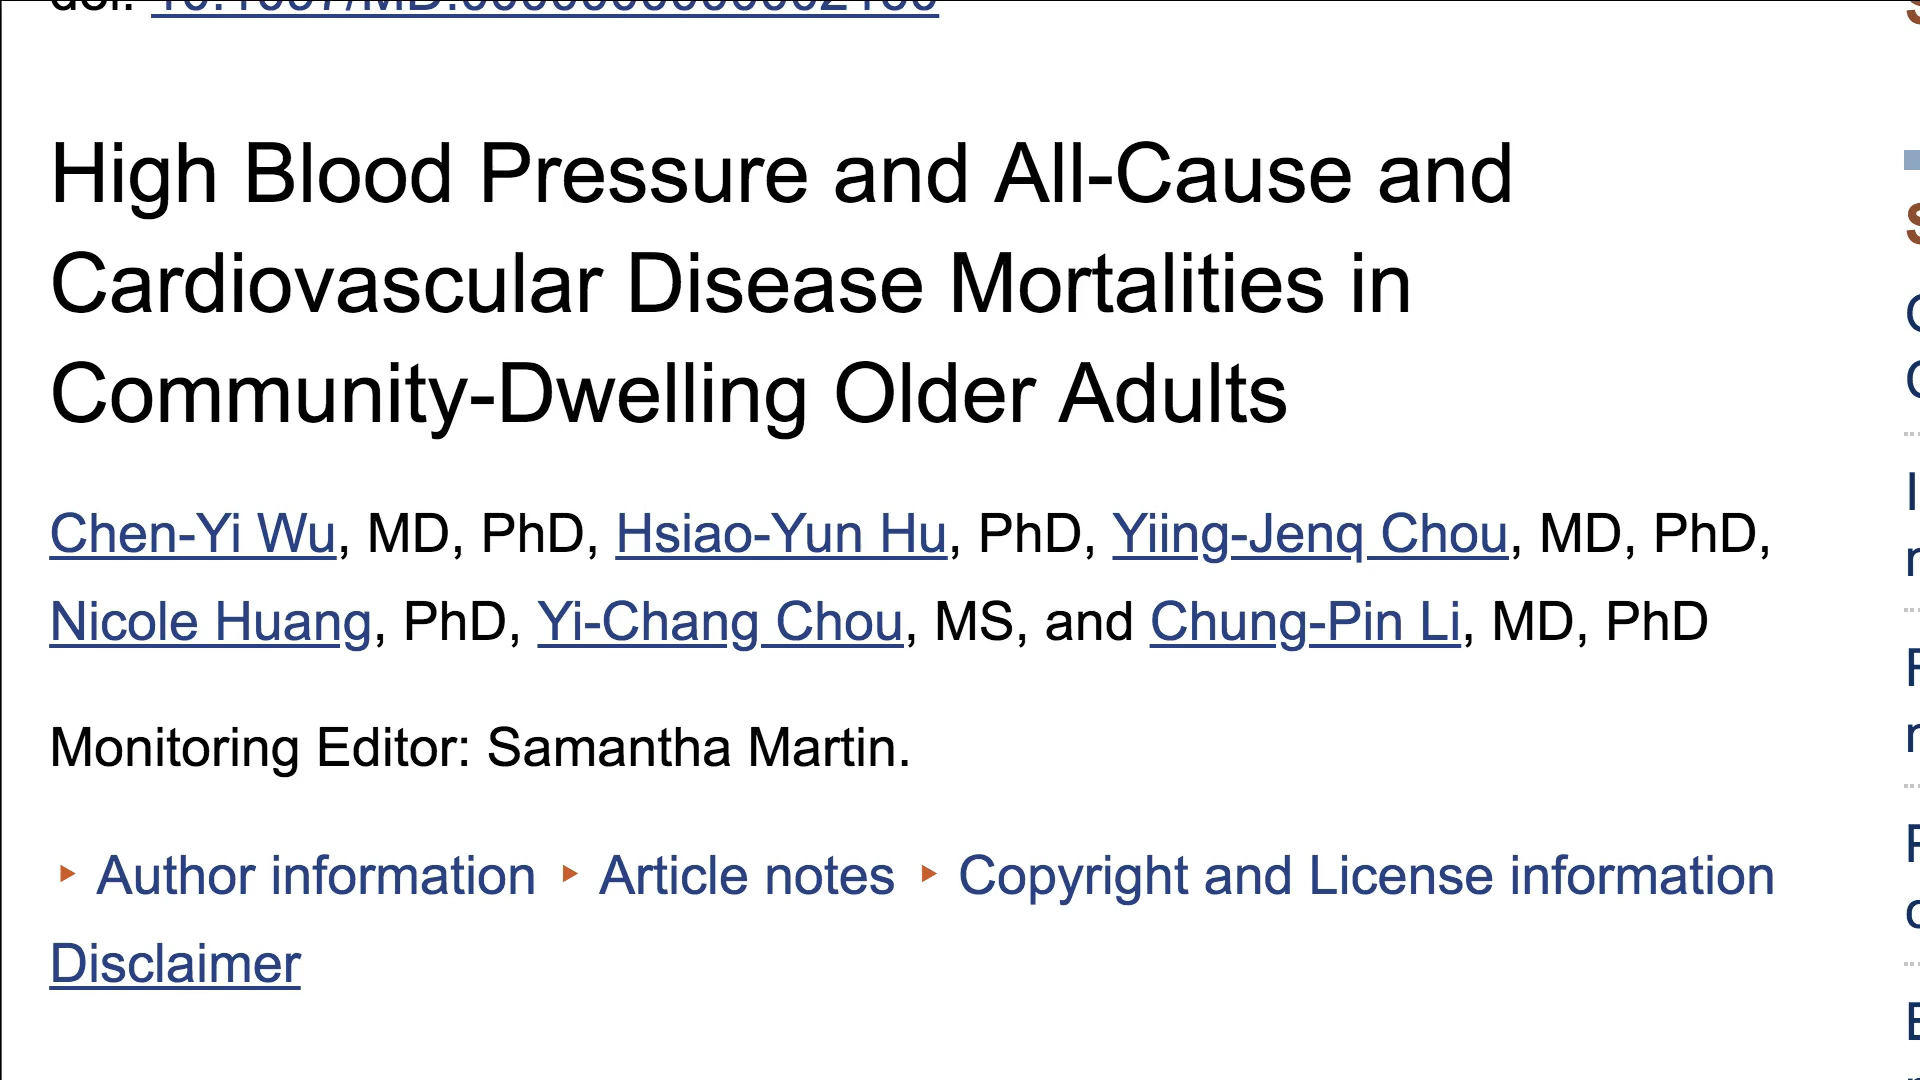 doi:
High Blood Pressure and All-Cause and
Cardiovascular Disease Mortalities in
Community-Dwelling Older Adults
Chen-Yi Wu, MD, PhD, Hsiao-Yun Hu, PhD, Yiing-Jenq Chou, MD, PhD,
Nicole Huang, PhD, Yi-Chang Chou, MS, and Chung-Pin Li, MD, PhD
Monitoring Editor: Samantha Martin.
▸ Author information ▸ Article notes ▸ Copyright and License information
Disclaimer